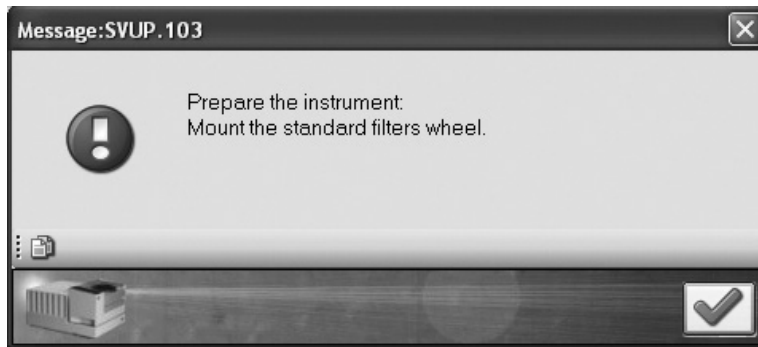 Message:SVUP.103
Prepare the instrument:
Mount the standard filters wheel.